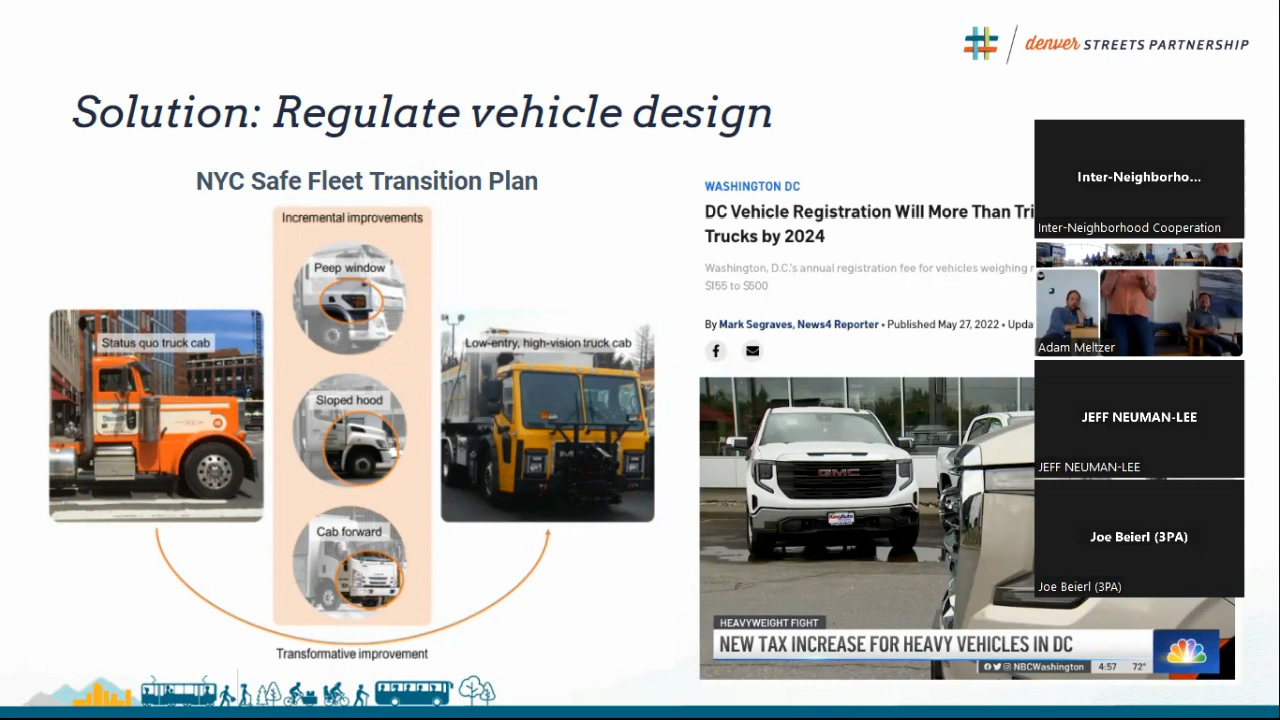 denver STREETS PARTNERSHIP
Solution: Regulate vehicle design
NYC Safe Fleet Transition Plan
Incremental improvements
Peep window
Status quo truck cab
Low-entry, high-vision truck cab
Sloped hood
Cab forward
Transformative improvement
WASHINGTON DC
DC Vehicle Registration Will More Than Tri
Trucks by 2024
Washington, D.C.'s annual registration fee for vehicles weighing
$155 to $500
By Mark Segraves, News4 Reporter • Published May 27, 2022 • Upda
GMC
HEAVYWEIGHT FIGHT
NEW TAX INCREASE FOR HEAVY VEHICLES IN DC
NBCWashington 4:57 72°
Inter-Neighborho...
Inter-Neighborhood Cooperation
Adam Meltzer
JEFF NEUMAN-LEE
JEFF NEUMAN-LEE
Joe Beierl (3PA)
Joe Beierl (3PA)